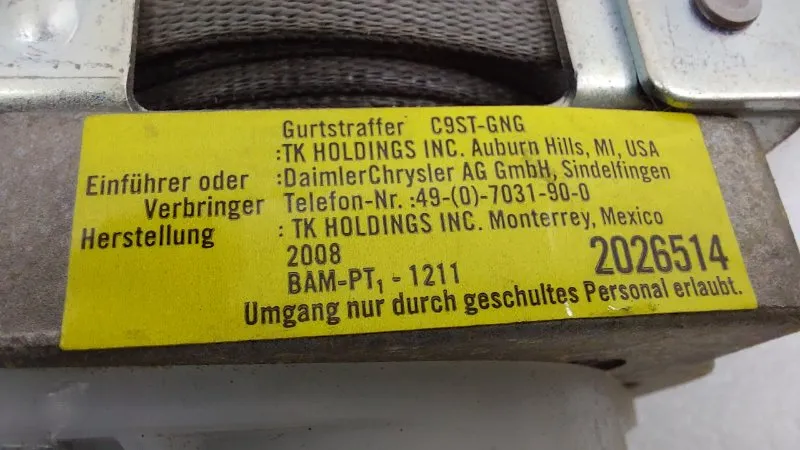 Gurtstraffer C9ST-GNG
:TK HOLDINGS INC. Auburn Hills, MI, USA
Einführer oder :DaimlerChrysler AG GmbH, Sindelfingen
Verbringer Telefon-Nr. :49-(0)-7031-90-0
Herstellung : TK HOLDINGS INC. Monterrey, Mexico
2008
BAM-PT₁ - 1211 2026514
Umgang nur durch geschultes Personal erlaubt.